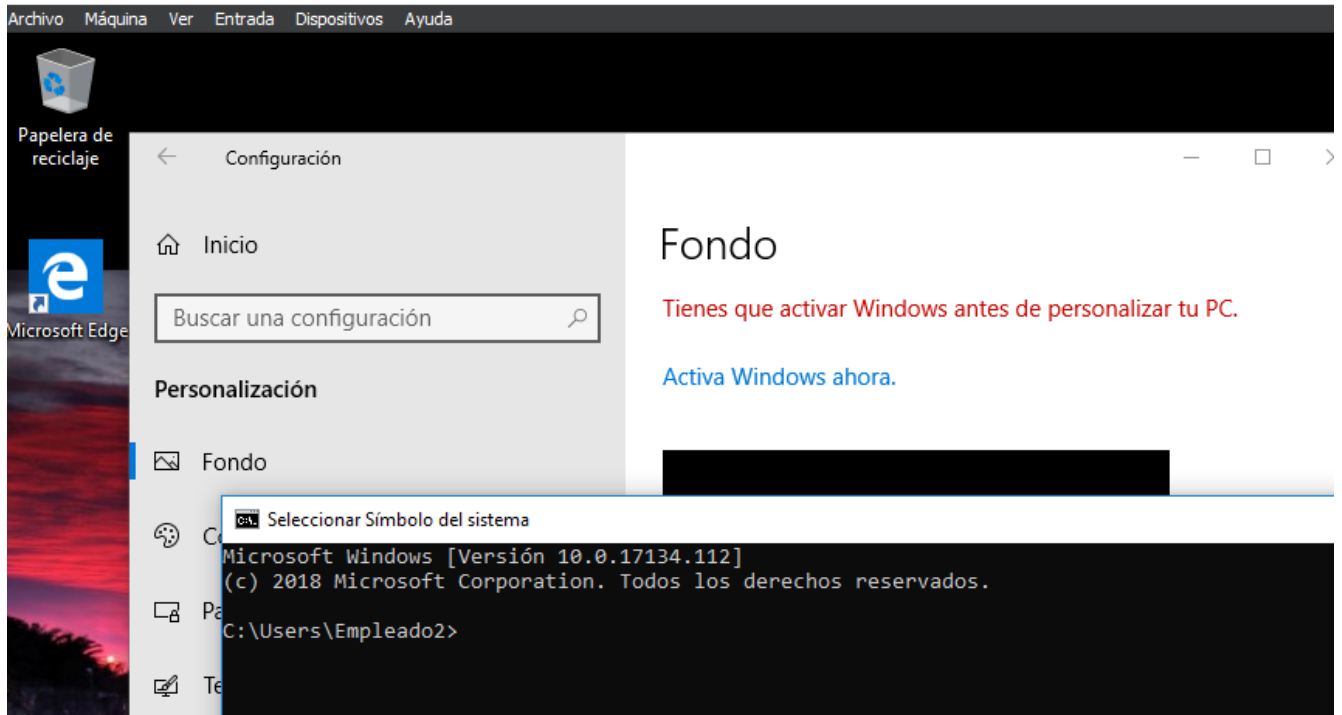 Archivo Máquina Ver Entrada Dispositivos Ayuda
Papelera de
reciclaje
Microsoft Edge
Configuración
Inicio
Buscar una configuración
Personalización
Fondo
Fondo
Tienes que activar Windows antes de personalizar tu PC.
Activa Windows ahora.
C:\. Seleccionar Símbolo del sistema
Microsoft Windows [Versión 10.0.17134.112]
(c) 2018 Microsoft Corporation. Todos los derechos reservados.
C:\Users\Empleado2>